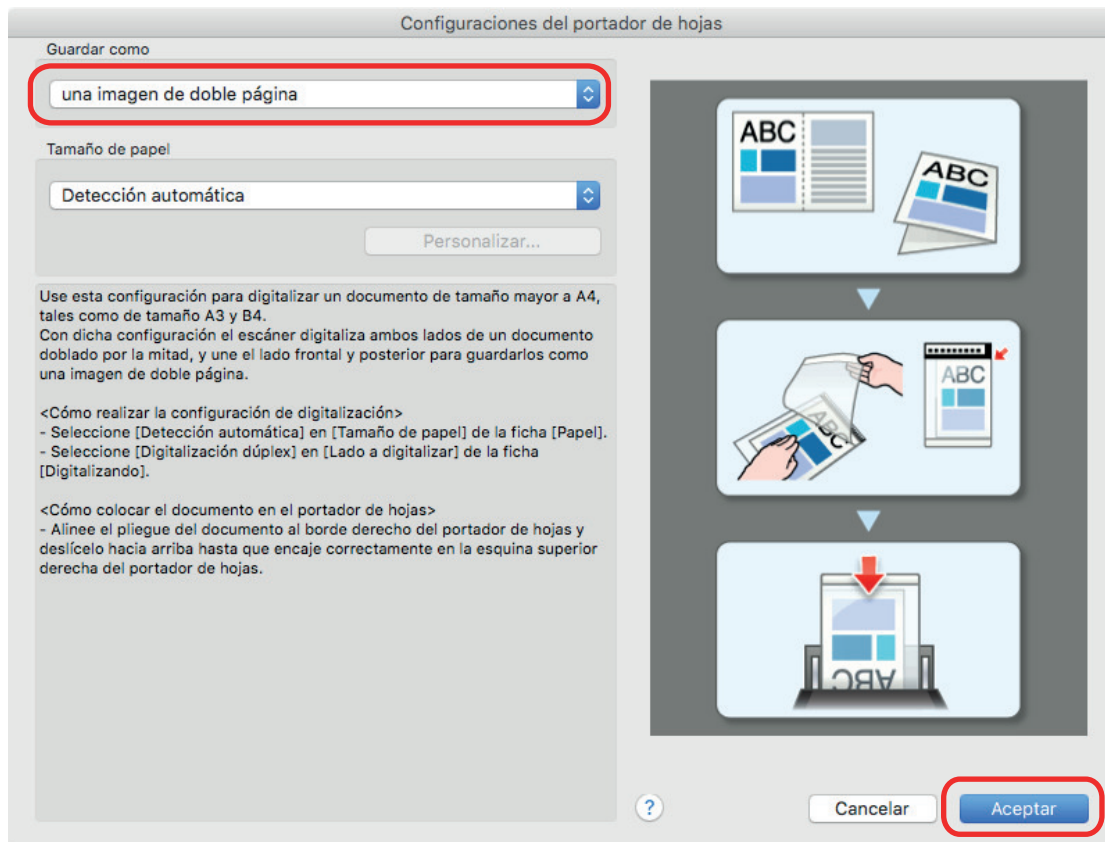 Configuraciones del portador de hojas
Guardar como
una imagen de doble página
Tamaño de papel
Detección automática
Personalizar...
Use esta configuración para digitalizar un documento de tamaño mayor a A4,
tales como de tamaño A3 y B4.
Con dicha configuración el escáner digitaliza ambos lados de un documento
doblado por la mitad, y une el lado frontal y posterior para guardarlos como
una imagen de doble página.
<Cómo realizar la configuración de digitalización>
- Seleccione [Detección automática] en [Tamaño de papel] de la ficha [Papel].
- Seleccione [Digitalización dúplex] en [Lado a digitalizar] de la ficha
[Digitalizando].
<Cómo colocar el documento en el portador de hojas>
- Alinee el pliegue del documento al borde derecho del portador de hojas y
deslícelo hacia arriba hasta que encaje correctamente en la esquina superior
derecha del portador de hojas.
ABC
ABC
ABC
ABC
ABC
?
Cancelar
Aceptar